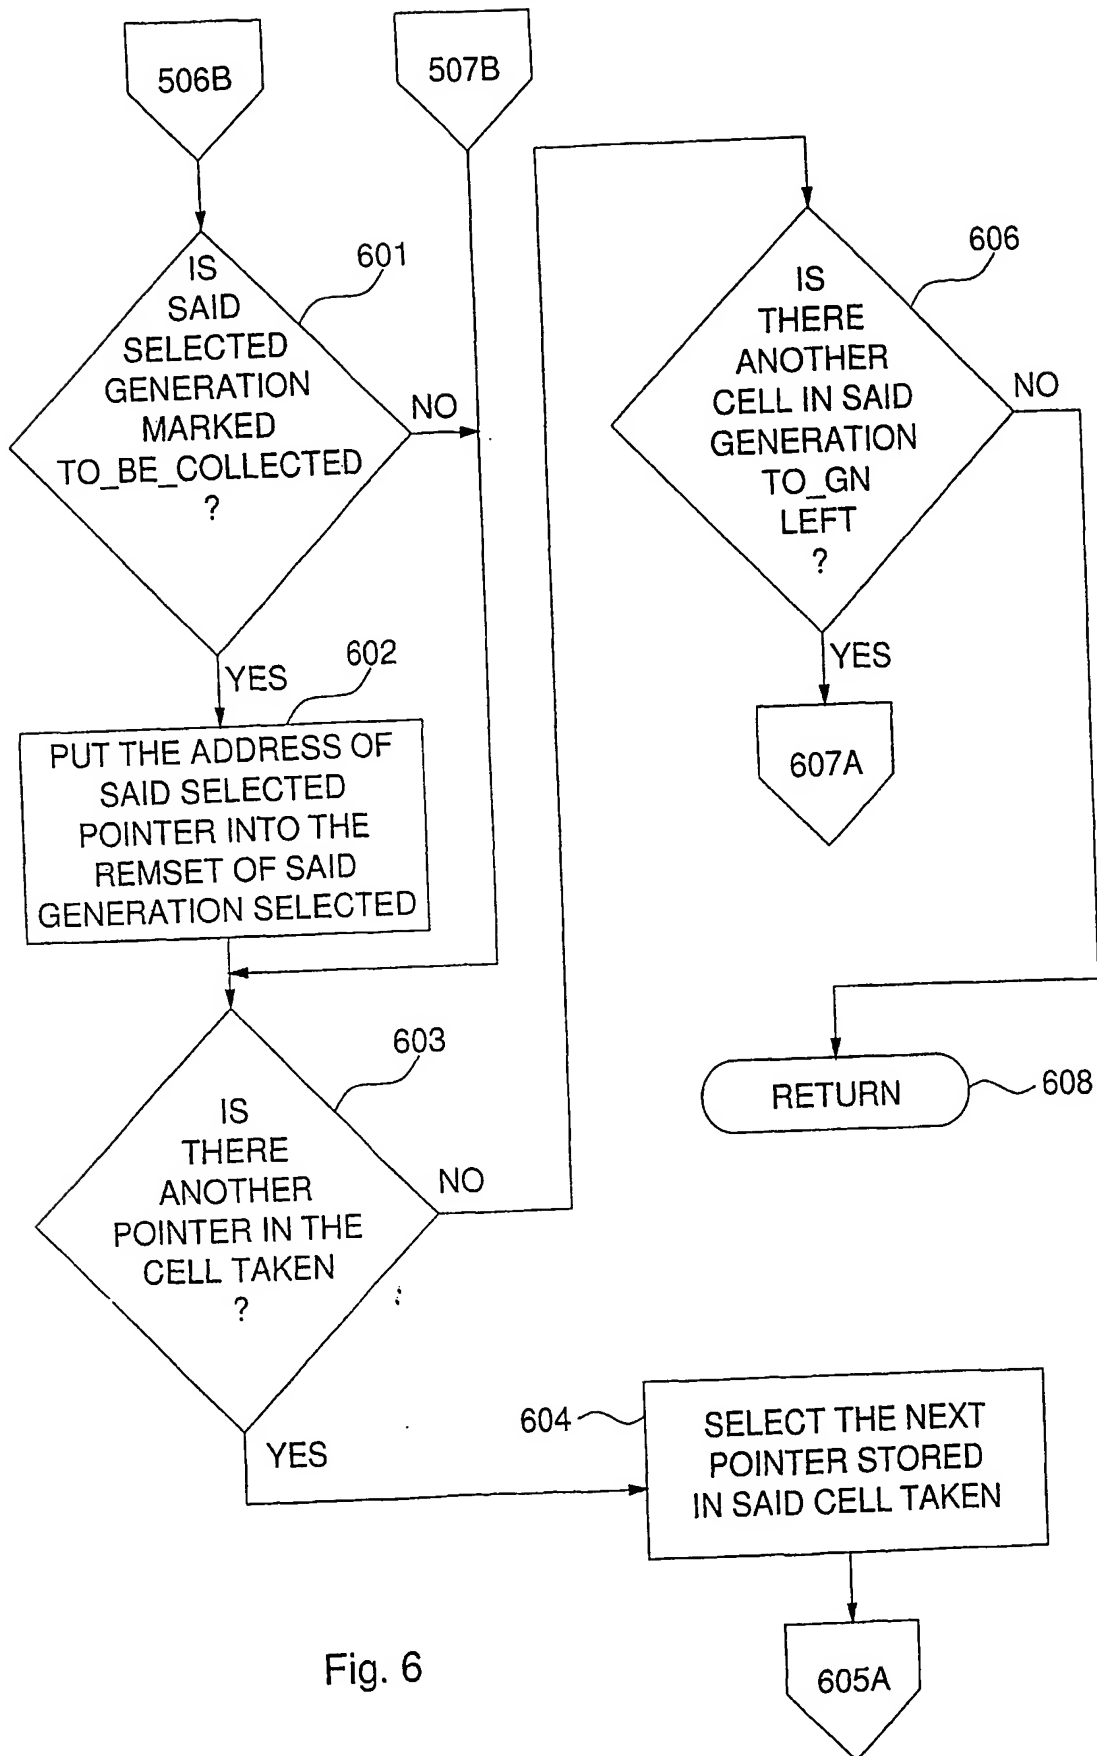 506B
507B
601
IS
SAID
SELECTED
GENERATION
MARKED
TO_BE_COLLECTED
?
NO
YES
602
PUT THE ADDRESS OF
SAID SELECTED
POINTER INTO THE
REMSET OF SAID
GENERATION SELECTED
603
IS
THERE
ANOTHER
POINTER IN THE
CELL TAKEN
?
NO
YES
604
SELECT THE NEXT
POINTER STORED
IN SAID CELL TAKEN
605A
606
IS
THERE
ANOTHER
CELL IN SAID
GENERATION
TO_GN
LEFT
?
NO
YES
607A
RETURN
608
Fig. 6